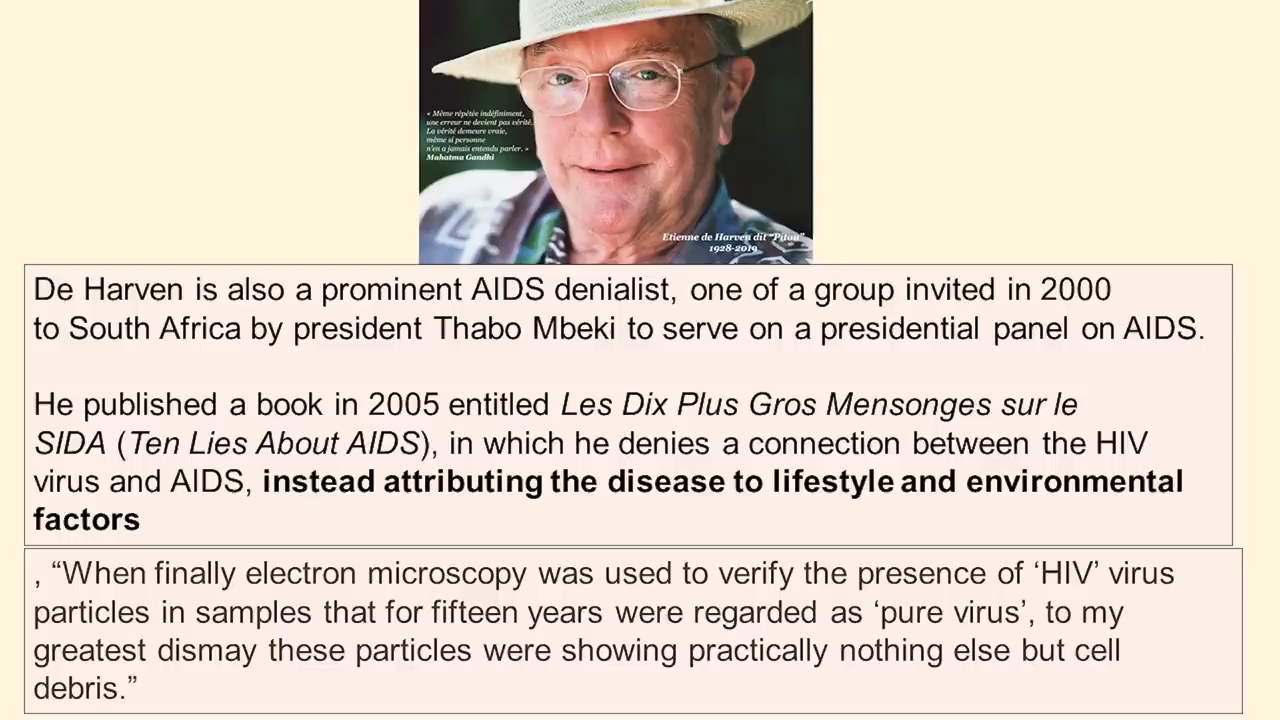 « Même répétée indéfiniment,
une erreur ne devient pas vérité.
La vérité demeure vraie,
même si personne
n'en a jamais entendu parler. »
Mahatma Gandhi
Etienne de Harven dit "Pitou"
1928-2019
De Harven is also a prominent AIDS denialist, one of a group invited in 2000
to South Africa by president Thabo Mbeki to serve on a presidential panel on AIDS.
He published a book in 2005 entitled Les Dix Plus Gros Mensonges sur le
SIDA (Ten Lies About AIDS), in which he denies a connection between the HIV
virus and AIDS, instead attributing the disease to lifestyle and environmental
factors
, “When finally electron microscopy was used to verify the presence of ‘HIV’ virus
particles in samples that for fifteen years were regarded as ‘pure virus’, to my
greatest dismay these particles were showing practically nothing else but cell
debris.”